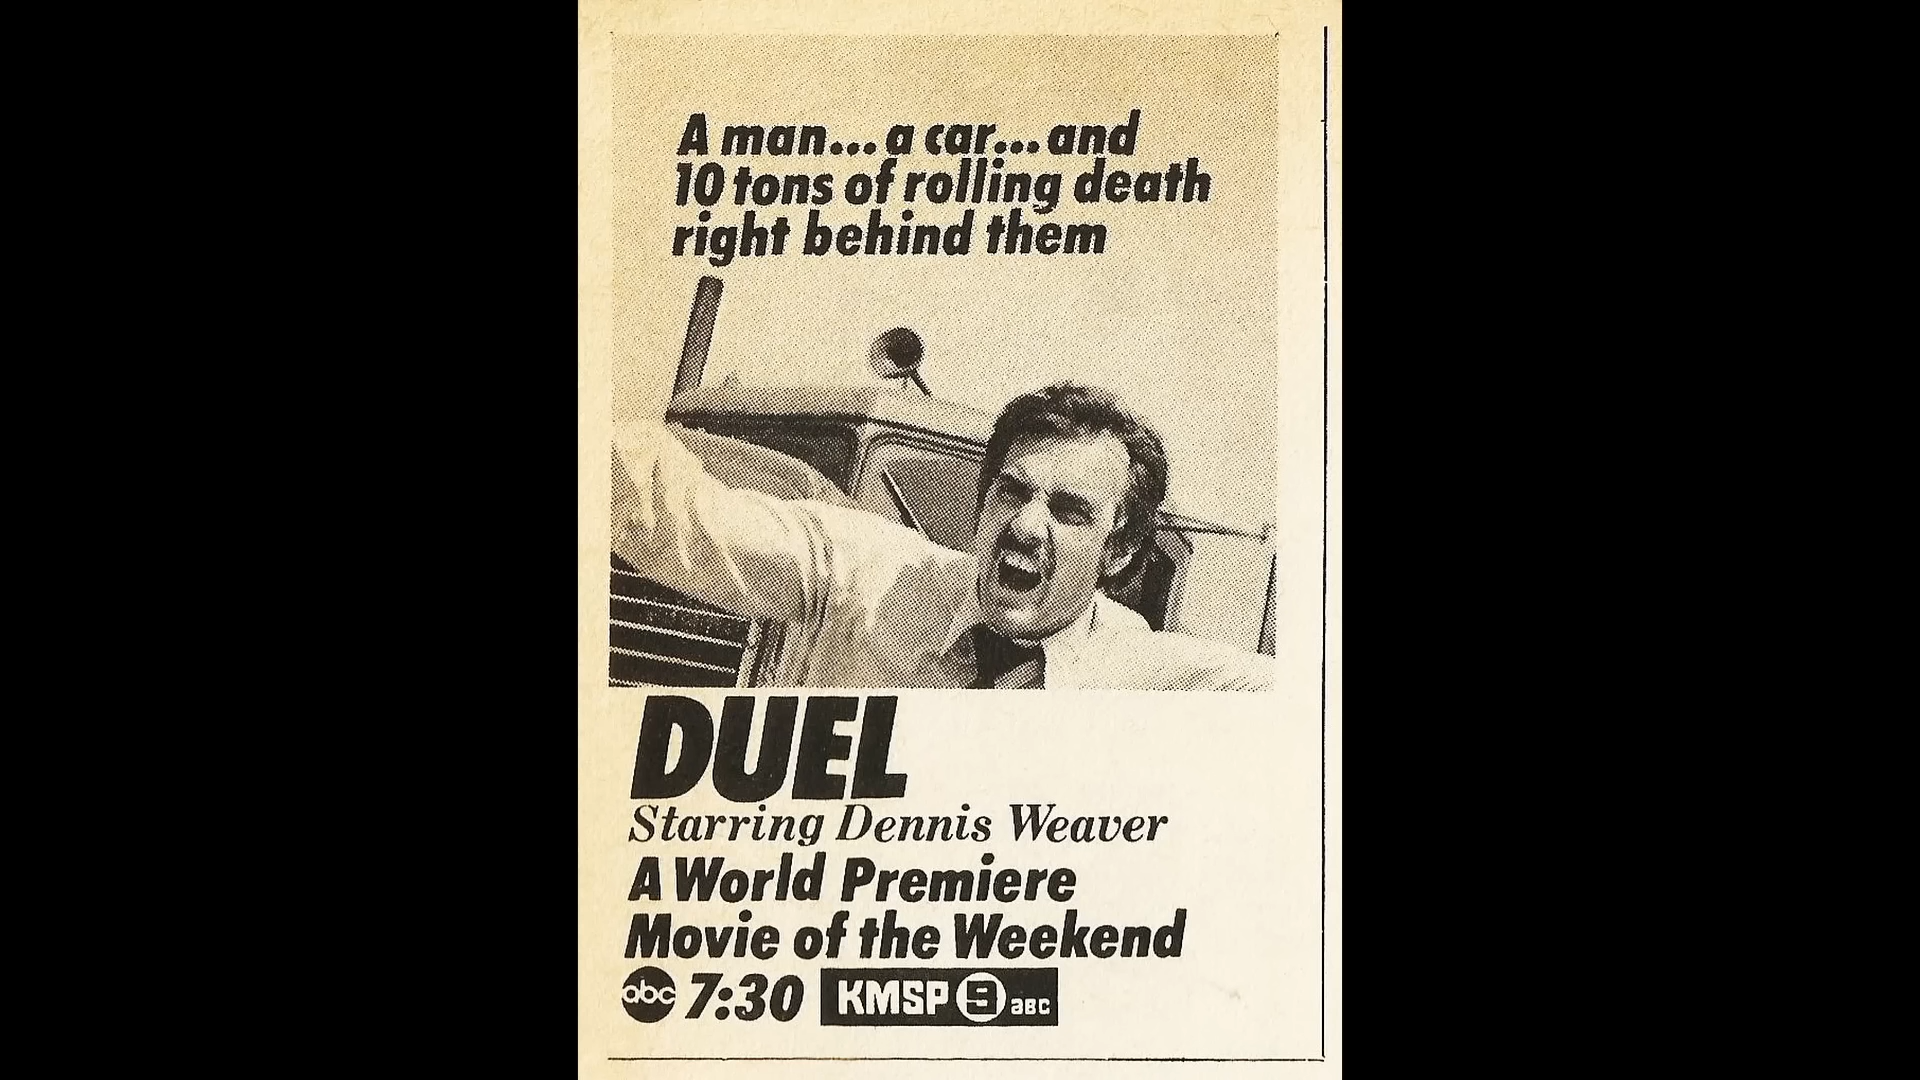 A man... a car... and
10 tons of rolling death
right behind them
DUEL
Starring Dennis Weaver
A World Premiere
Movie of the Weekend
abc 7:30 KMSP 9 abc